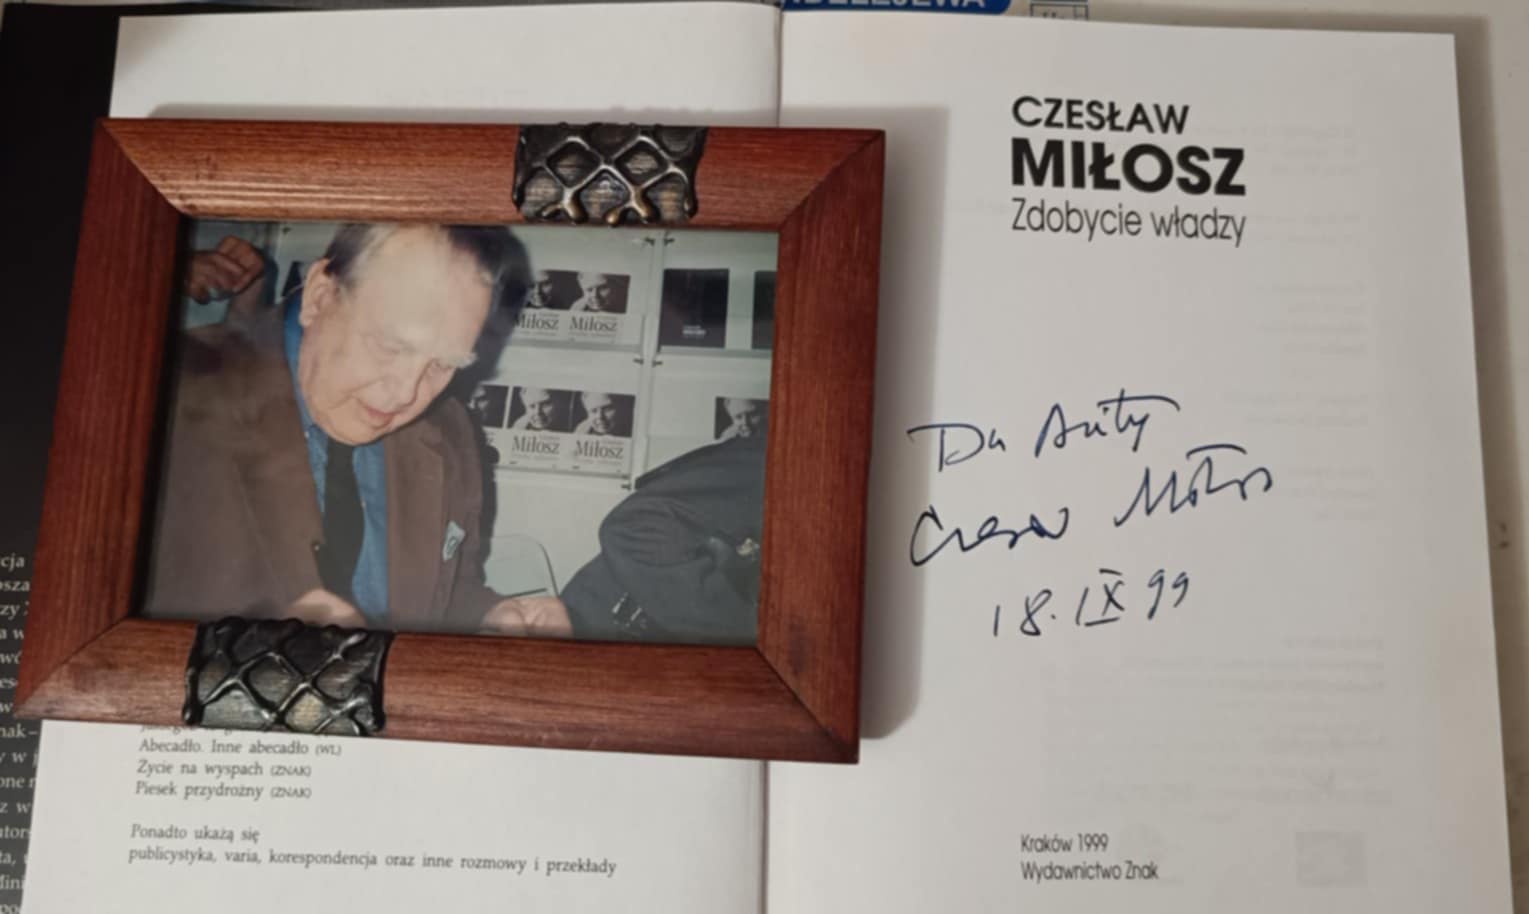 CZESŁAW
MIŁOSZ
Zdobycie władzy
Da Anity
Czesław Miłosz
18. IX 99
Kraków 1999
Wydawnictwo Znak
Miłosz Miłosz
Miłosz Miłosz
Abecadło. Inne abecadło (WL)
Życie na wyspach (ZNAK)
Piesek przydrożny (ZNAK)
Ponadto ukażą się
publicystyka, varia, korespondencja oraz inne rozmowy i przekłady